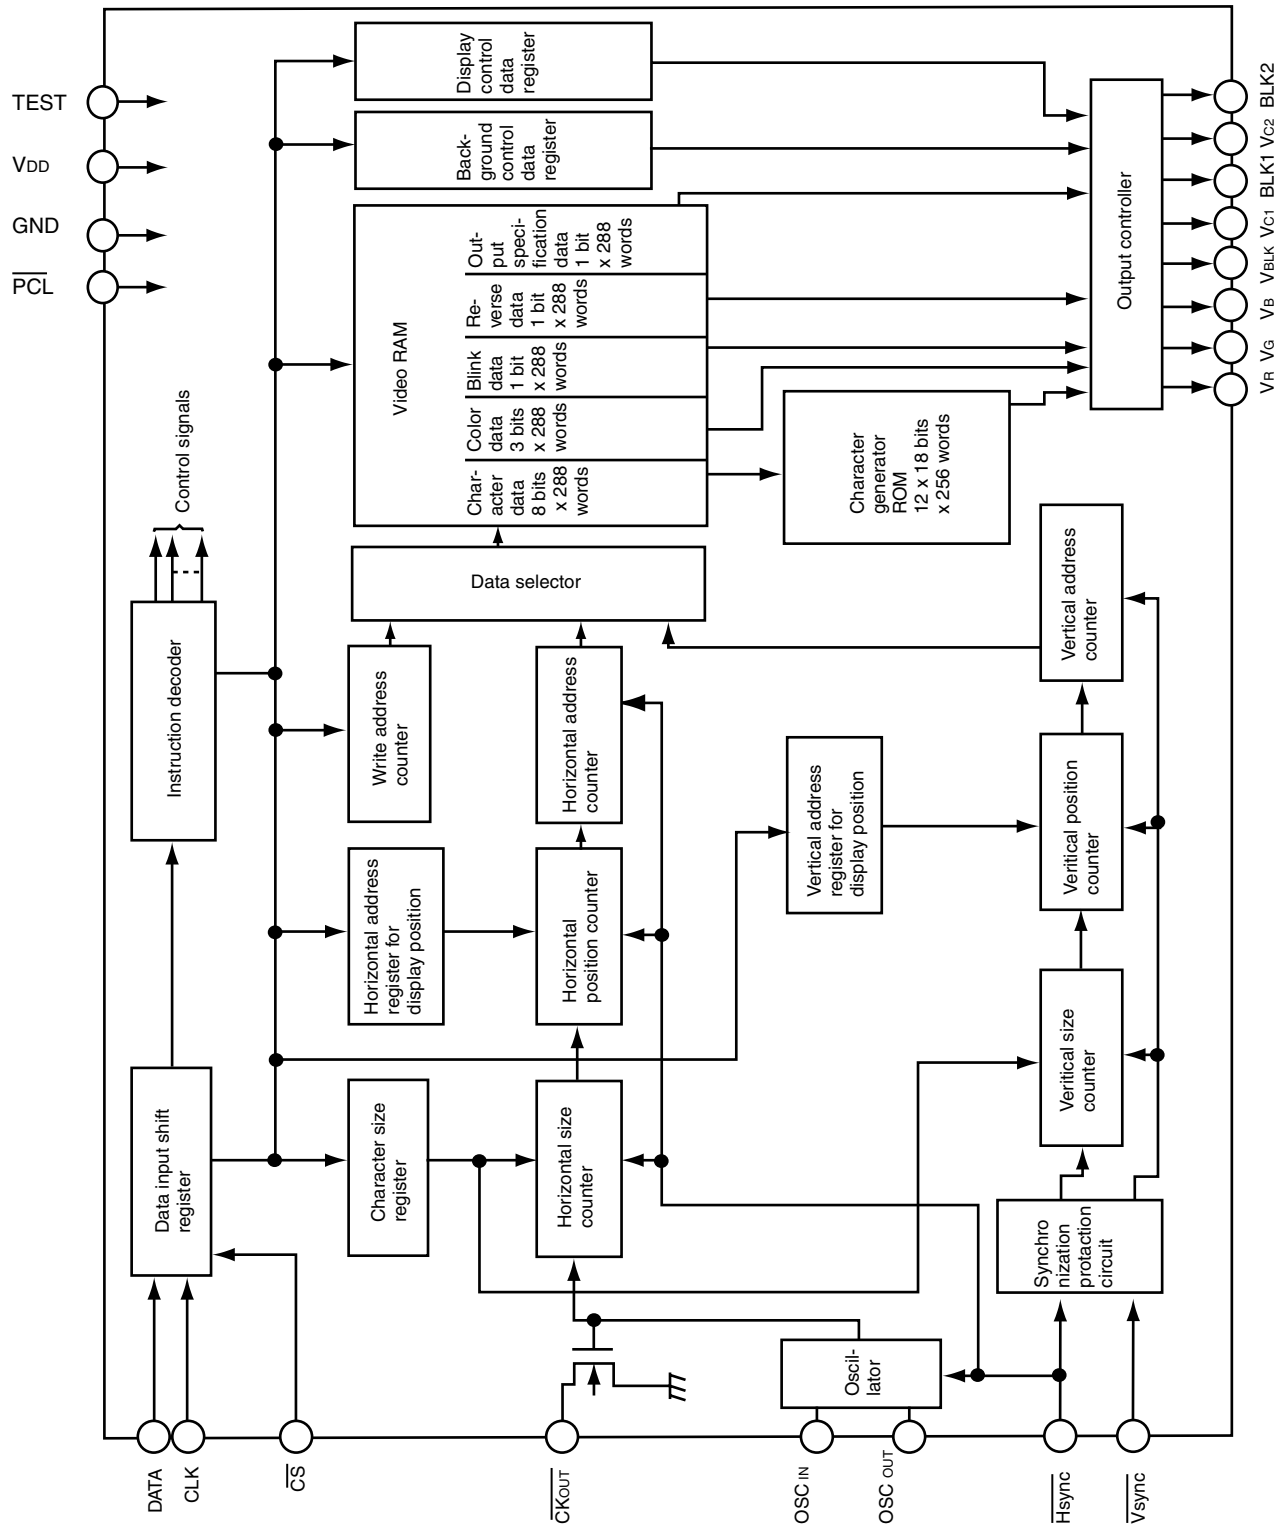 TEST
VDD
GND
PCL
Control signals
Display
control
data
register
Back-
ground
control
data
register
Video RAM
Char-
acter
data
8 bits
x 288
words
Color
data
3 bits
x 288
words
Blink
data
1 bit
x 288
words
Re-
verse
data
1 bit
x 288
words
Out-
put
speci-
fication
data
1 bit
x 288
words
Output controller
Character
generator
ROM
12 x 18 bits
x 256 words
Data selector
Instruction decoder
Write address
counter
Horizontal address
counter
Vertical address
counter
Horizontal address
register for
display position
Horizontal
position counter
Vertical address
register for
display position
Veritical position
counter
Data input shift
register
Character size
register
Horizontal size
counter
Veritical size
counter
Synchro
nization
protaction
circuit
Oscil-
lator
DATA
CLK
CS
CKOUT
OSC IN
OSC OUT
Hsync
Vsync
VR
VG
VB
VBLK
VC1
BLK1
VC2
BLK2